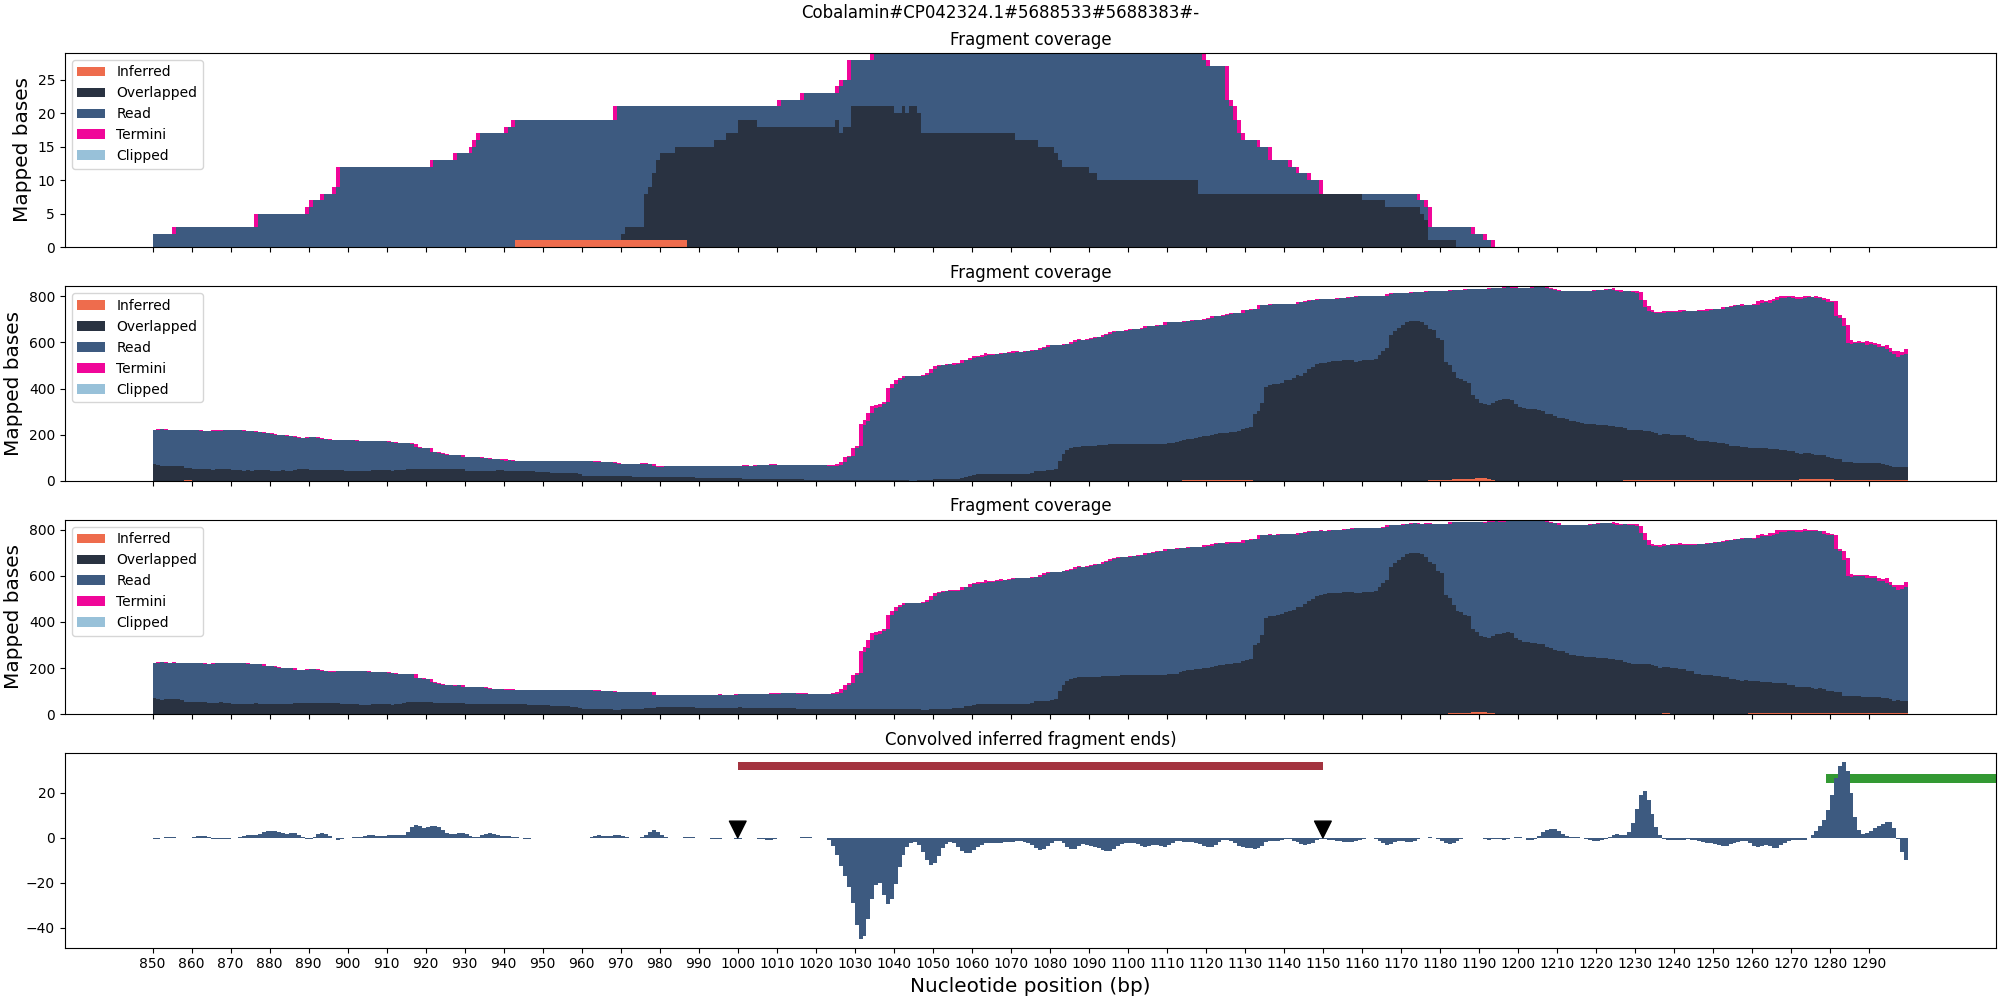 Cobalamin#CP042324.1#5688533#5688383#-
Fragment coverage
Mapped bases
25
20
15
10
5
0
Inferred
Overlapped
Read
Termini
Clipped
Fragment coverage
Mapped bases
800
600
400
200
0
Inferred
Overlapped
Read
Termini
Clipped
Fragment coverage
Mapped bases
800
600
400
200
0
Inferred
Overlapped
Read
Termini
Clipped
Convolved inferred fragment ends)
20
0
−20
−40
850 860 870 880 890 900 910 920 930 940 950 960 970 980 990 1000 1010 1020 1030 1040 1050 1060 1070 1080 1090 1100 1110 1120 1130 1140 1150 1160 1170 1180 1190 1200 1210 1220 1230 1240 1250 1260 1270 1280 1290
Nucleotide position (bp)